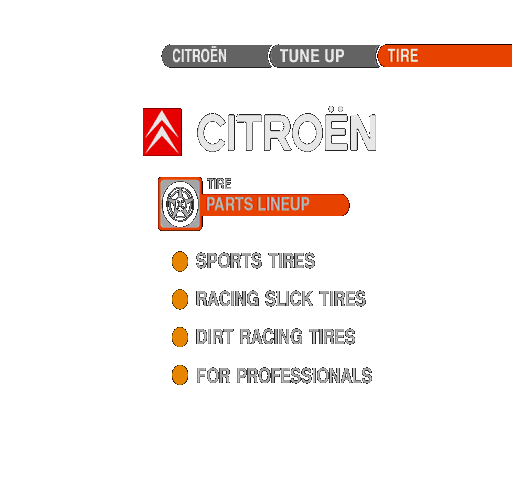 CITROËN TUNE UP TIRE
CITROËN
TIRE
PARTS LINEUP
SPORTS TIRES
RACING SLICK TIRES
DIRT RACING TIRES
FOR PROFESSIONALS